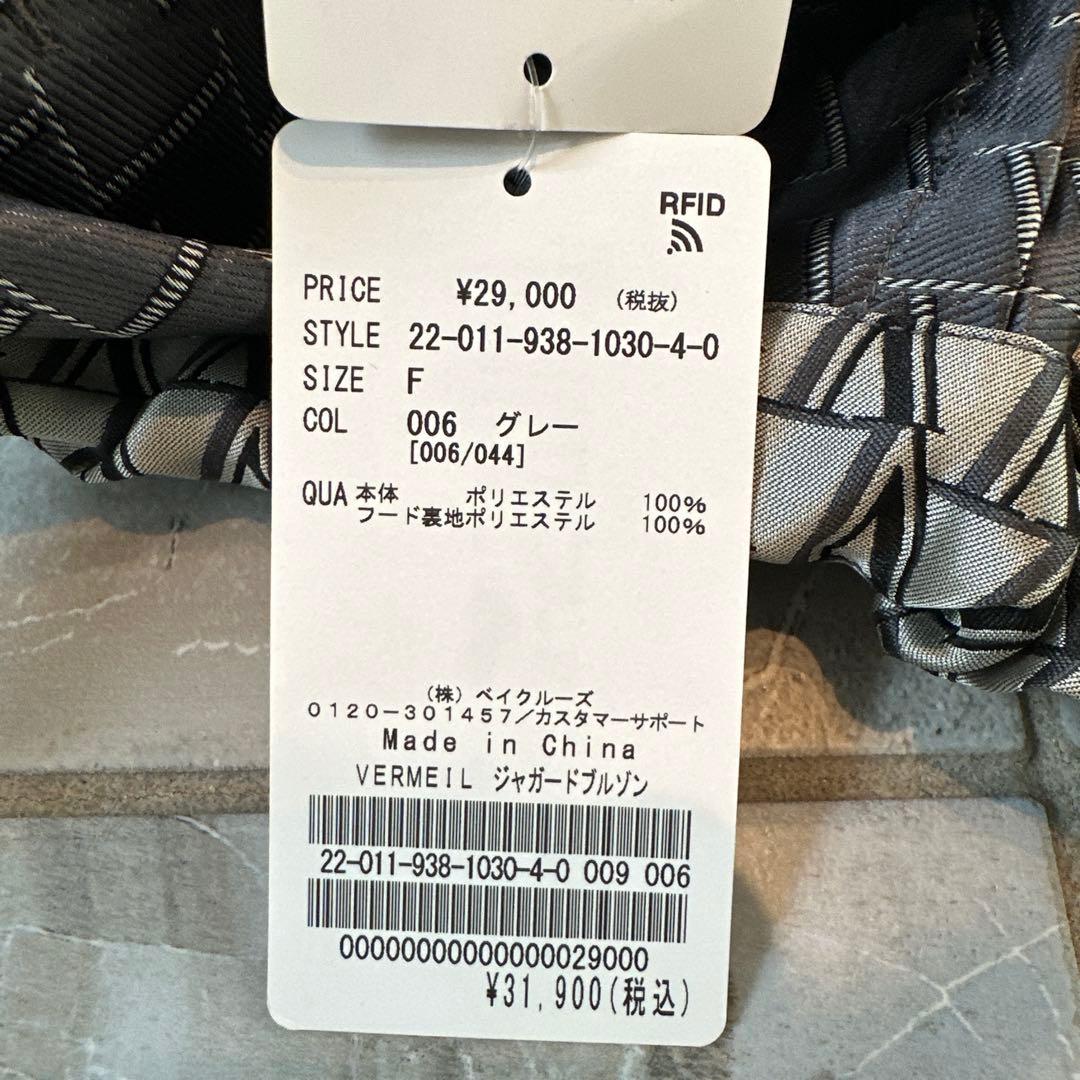 RFID
PRICE ¥29,000 (税抜)
STYLE 22-011-938-1030-4-0
SIZE F
COL 006 グレー
[006/044]
QUA 本体 ポリエステル 100%
フード裏地ポリエステル 100%
(株)ベイクルーズ
0120-301457/カスタマーサポート
Made in China
VERMEIL ジャガードブルゾン
22-011-938-1030-4-0 009 006
000000000000000029000
¥31,900(税込)